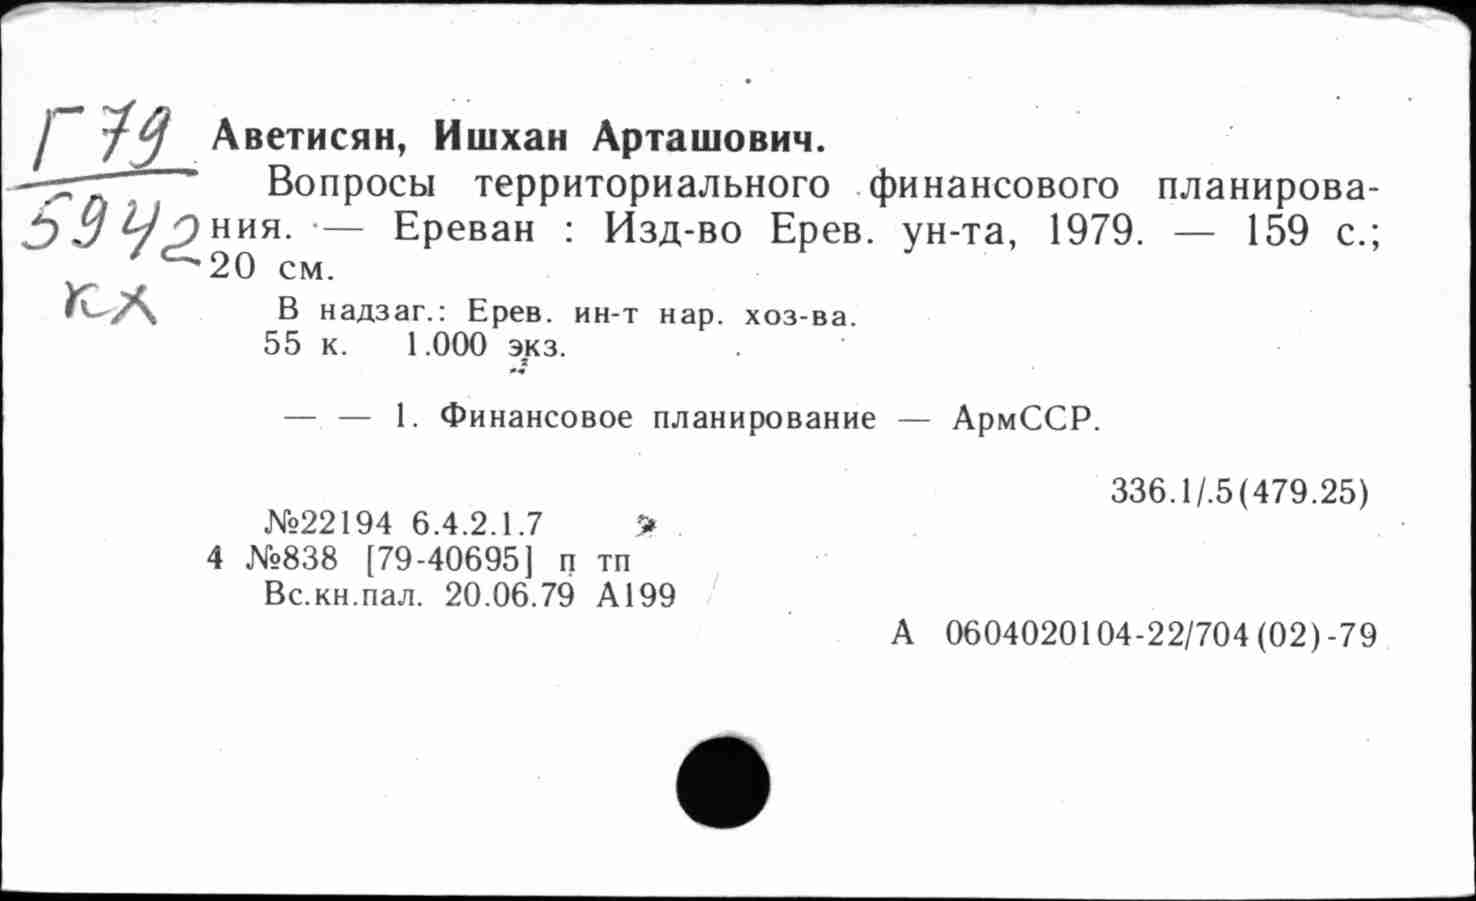 Г 79
5942
кх
Аветисян, Ишхан Арташович.
Вопросы территориального финансового планирова-
ния. — Ереван : Изд-во Ерев. ун-та, 1979. — 159 с.;
20 см.
В надзаг.: Ерев. ин-т нар. хоз-ва.
55 к. 1.000 экз.
— — 1. Финансовое планирование — АрмССР.
336.1/.5(479.25)
№22194 6.4.2.1.7
4 №838 [79-40695] п тп
Вс.кн.пал. 20.06.79 А199
А 0604020104-22/704(02)-79